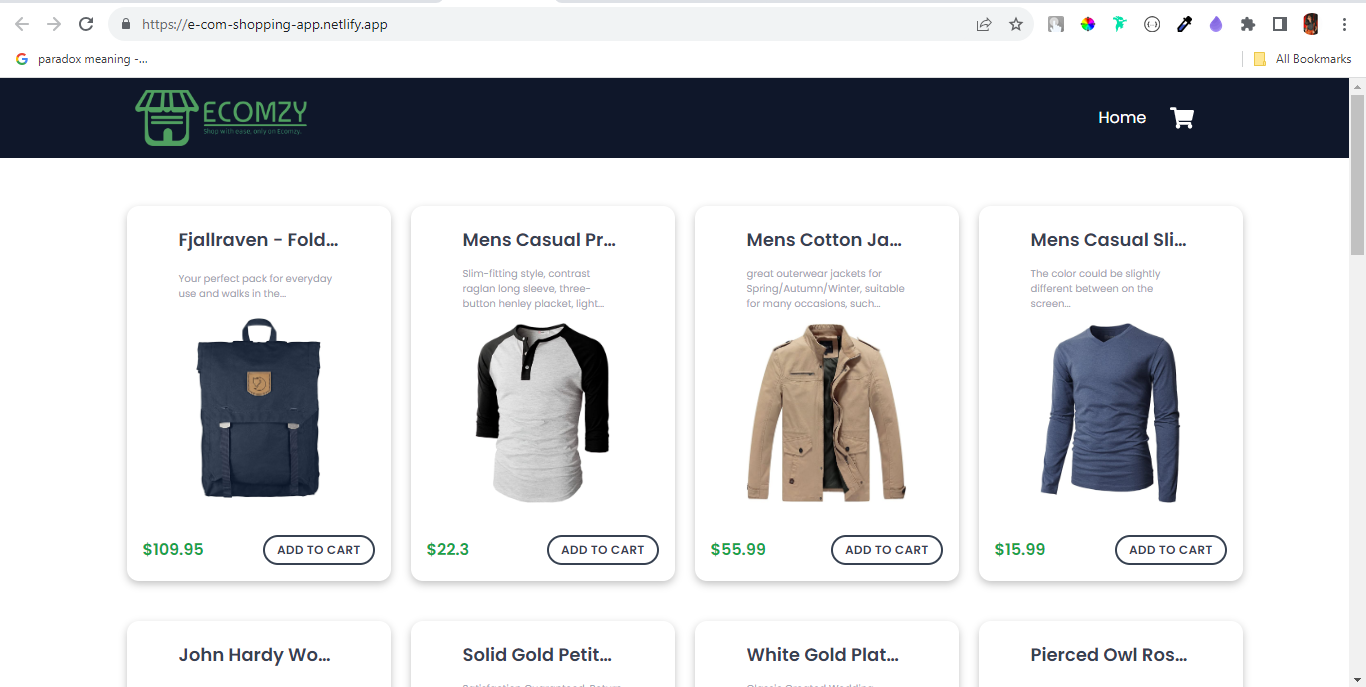 https://e-com-shopping-app.netlify.app
paradox meaning -...
All Bookmarks
ECOMZY
Shop with ease, only on Ecomzy.
Home
Fjallraven - Fold...
Your perfect pack for everyday
use and walks in the...
$109.95
ADD TO CART
Mens Casual Pr...
Slim-fitting style, contrast
raglan long sleeve, three-
button henley placket, light...
$22.3
ADD TO CART
Mens Cotton Ja...
great outerwear jackets for
Spring/Autumn/Winter, suitable
for many occasions, such...
$55.99
ADD TO CART
Mens Casual Sli...
The color could be slightly
different between on the
screen...
$15.99
ADD TO CART
John Hardy Wo...
Solid Gold Petit...
White Gold Plat...
Pierced Owl Ros...